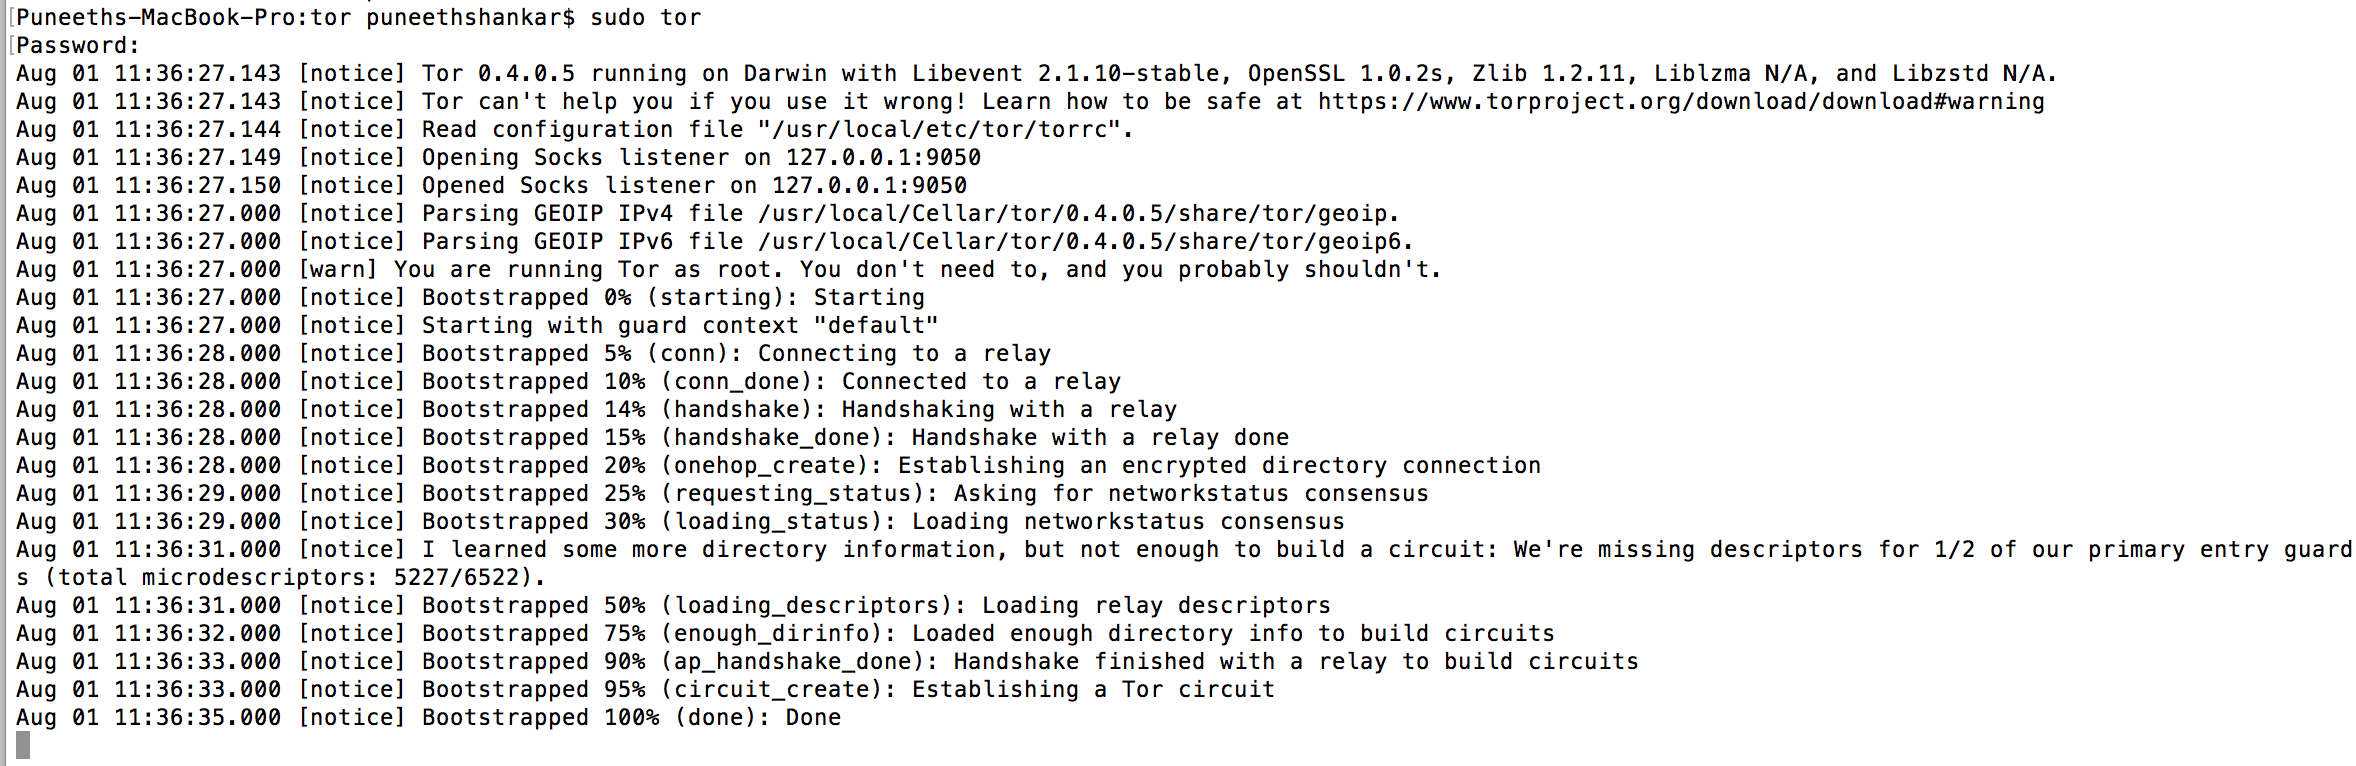 [Puneeths-MacBook-Pro:tor puneethshankar$ sudo tor
[Password:
Aug 01 11:36:27.143 [notice] Tor 0.4.0.5 running on Darwin with Libevent 2.1.10-stable, OpenSSL 1.0.2s, Zlib 1.2.11, Liblzma N/A, and Libzstd N/A.
Aug 01 11:36:27.143 [notice] Tor can't help you if you use it wrong! Learn how to be safe at https://www.torproject.org/download/download#warning
Aug 01 11:36:27.144 [notice] Read configuration file "/usr/local/etc/tor/torrc".
Aug 01 11:36:27.149 [notice] Opening Socks listener on 127.0.0.1:9050
Aug 01 11:36:27.150 [notice] Opened Socks listener on 127.0.0.1:9050
Aug 01 11:36:27.000 [notice] Parsing GEOIP IPv4 file /usr/local/Cellar/tor/0.4.0.5/share/tor/geoip.
Aug 01 11:36:27.000 [notice] Parsing GEOIP IPv6 file /usr/local/Cellar/tor/0.4.0.5/share/tor/geoip6.
Aug 01 11:36:27.000 [warn] You are running Tor as root. You don't need to, and you probably shouldn't.
Aug 01 11:36:27.000 [notice] Bootstrapped 0% (starting): Starting
Aug 01 11:36:27.000 [notice] Starting with guard context "default"
Aug 01 11:36:28.000 [notice] Bootstrapped 5% (conn): Connecting to a relay
Aug 01 11:36:28.000 [notice] Bootstrapped 10% (conn_done): Connected to a relay
Aug 01 11:36:28.000 [notice] Bootstrapped 14% (handshake): Handshaking with a relay
Aug 01 11:36:28.000 [notice] Bootstrapped 15% (handshake_done): Handshake with a relay done
Aug 01 11:36:28.000 [notice] Bootstrapped 20% (onehop_create): Establishing an encrypted directory connection
Aug 01 11:36:29.000 [notice] Bootstrapped 25% (requesting_status): Asking for networkstatus consensus
Aug 01 11:36:29.000 [notice] Bootstrapped 30% (loading_status): Loading networkstatus consensus
Aug 01 11:36:31.000 [notice] I learned some more directory information, but not enough to build a circuit: We're missing descriptors for 1/2 of our primary entry guard
s (total microdescriptors: 5227/6522).
Aug 01 11:36:31.000 [notice] Bootstrapped 50% (loading_descriptors): Loading relay descriptors
Aug 01 11:36:32.000 [notice] Bootstrapped 75% (enough_dirinfo): Loaded enough directory info to build circuits
Aug 01 11:36:33.000 [notice] Bootstrapped 90% (ap_handshake_done): Handshake finished with a relay to build circuits
Aug 01 11:36:33.000 [notice] Bootstrapped 95% (circuit_create): Establishing a Tor circuit
Aug 01 11:36:35.000 [notice] Bootstrapped 100% (done): Done